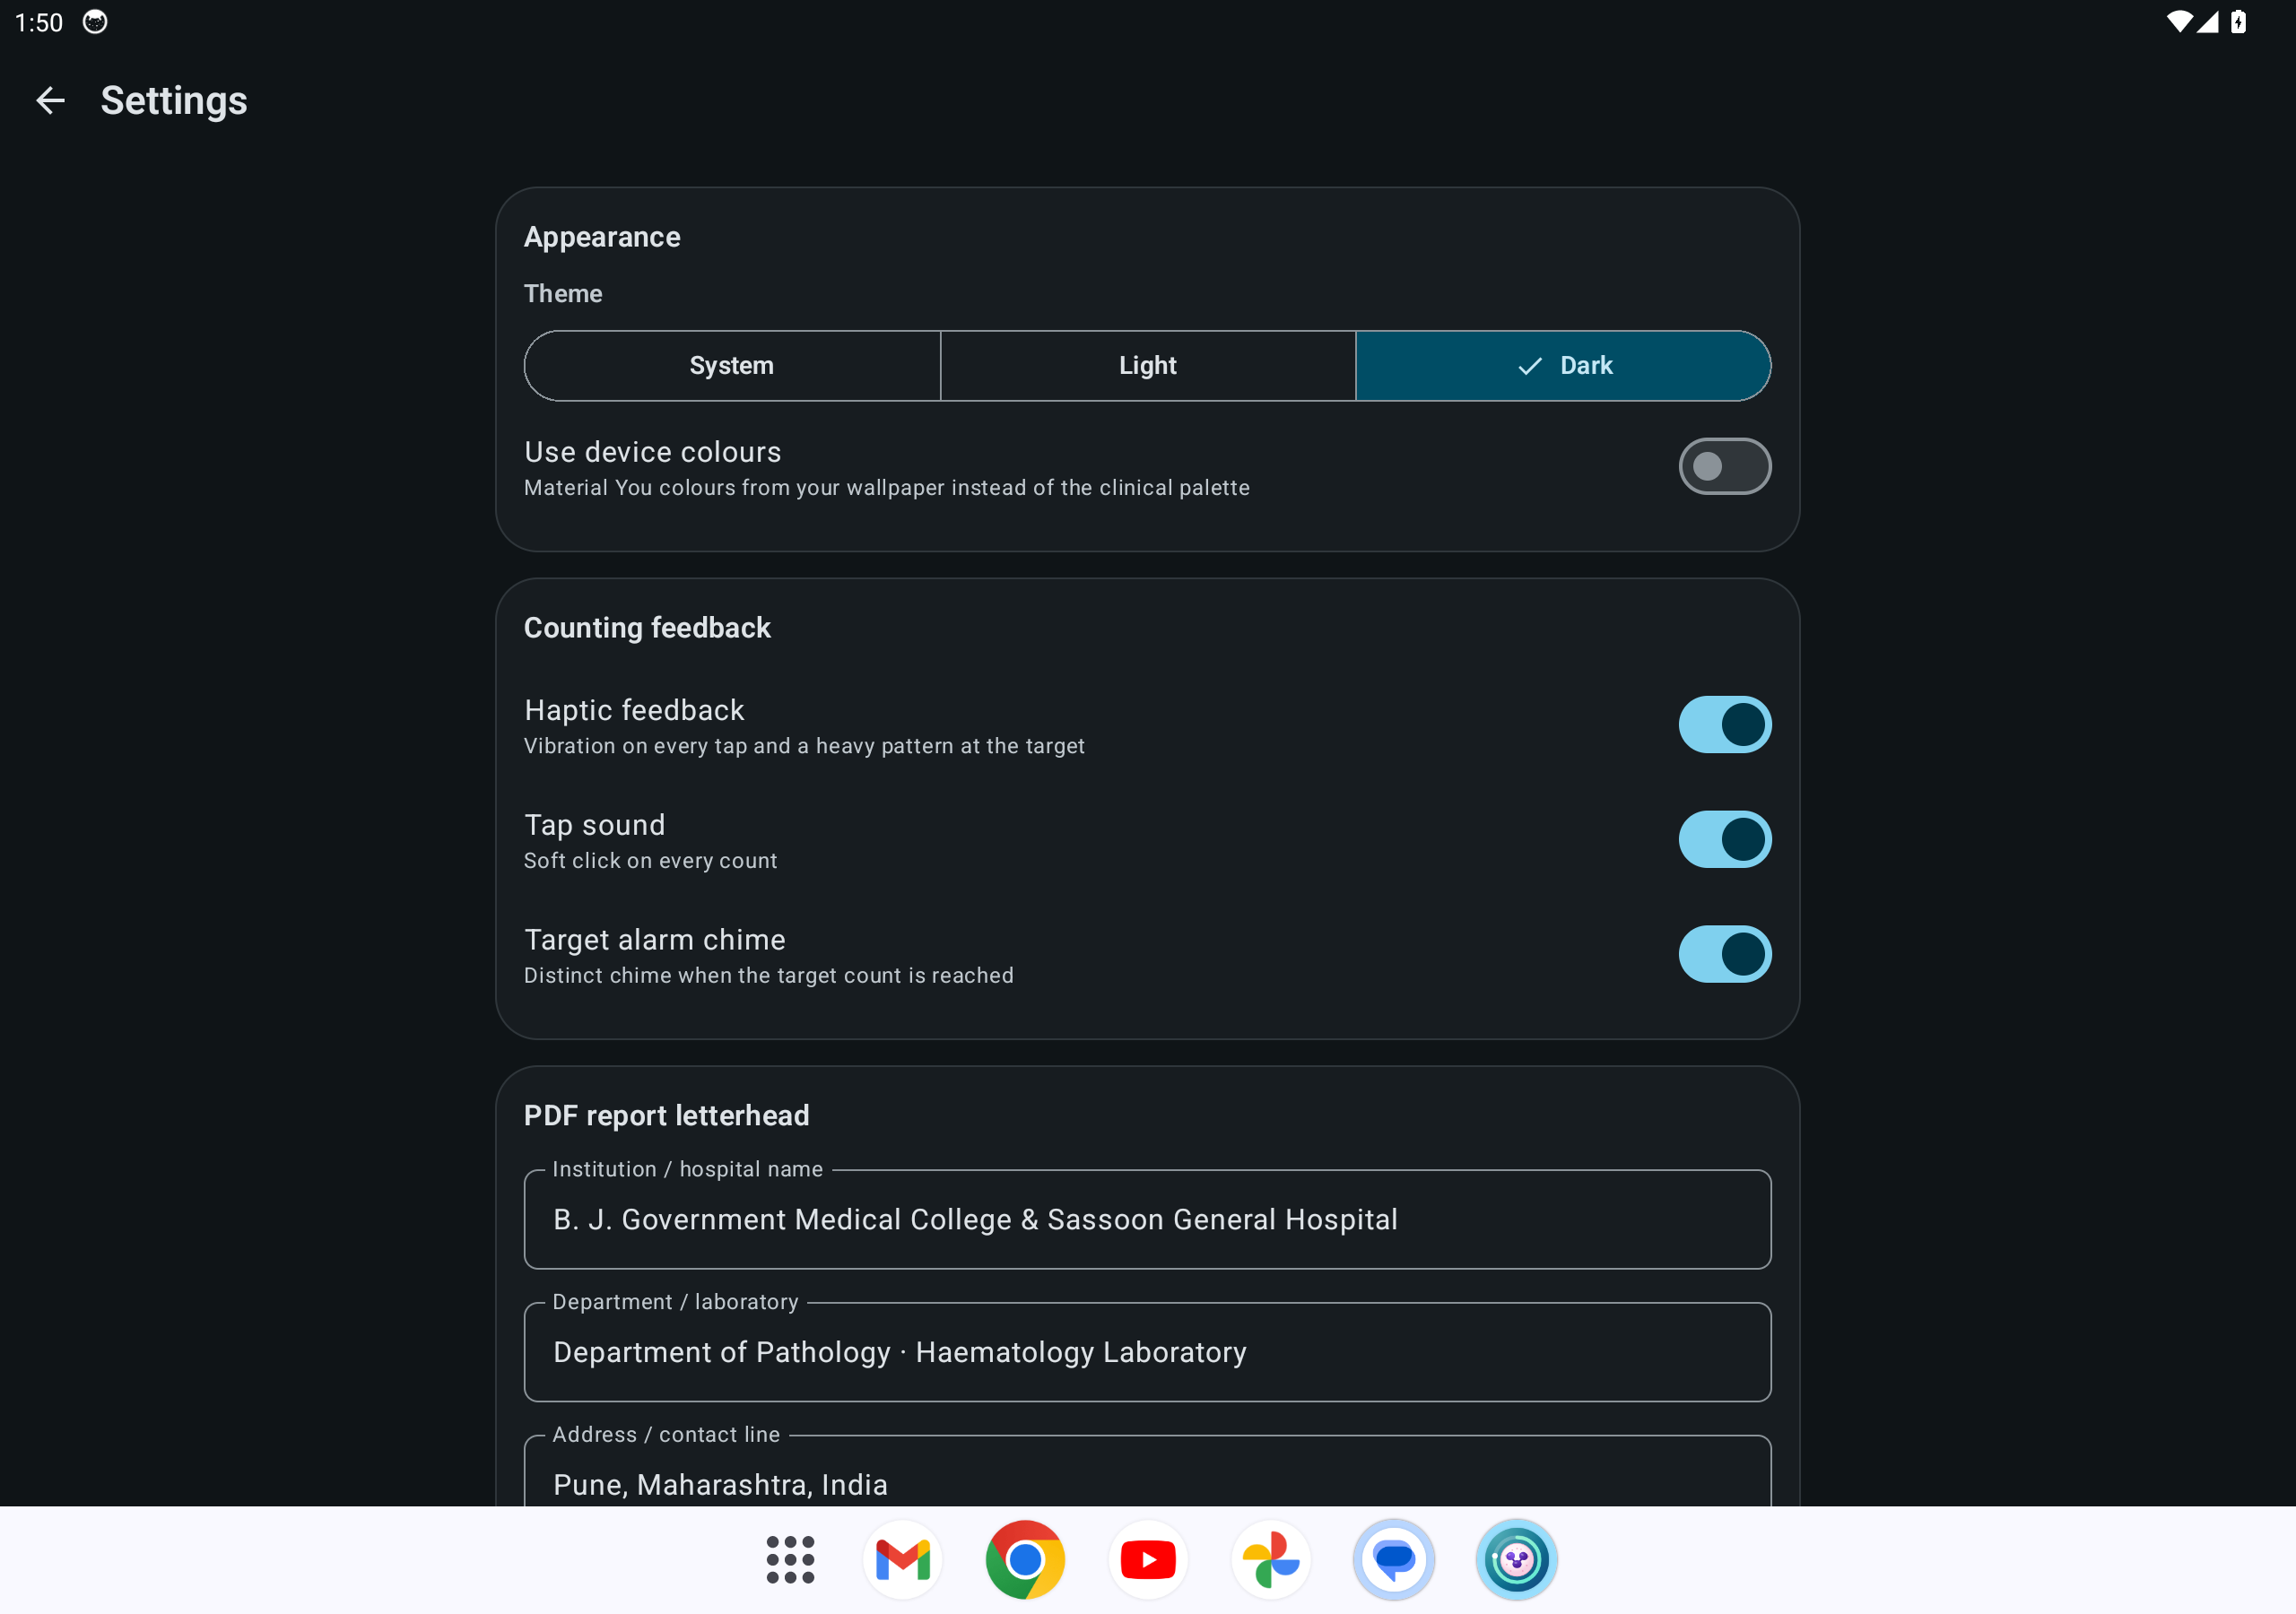 1:50
Settings
Appearance
Theme
System
Light
Dark
Use device colours
Material You colours from your wallpaper instead of the clinical palette
Counting feedback
Haptic feedback
Vibration on every tap and a heavy pattern at the target
Tap sound
Soft click on every count
Target alarm chime
Distinct chime when the target count is reached
PDF report letterhead
Institution / hospital name
B. J. Government Medical College & Sassoon General Hospital
Department / laboratory
Department of Pathology · Haematology Laboratory
Address / contact line
Pune, Maharashtra, India